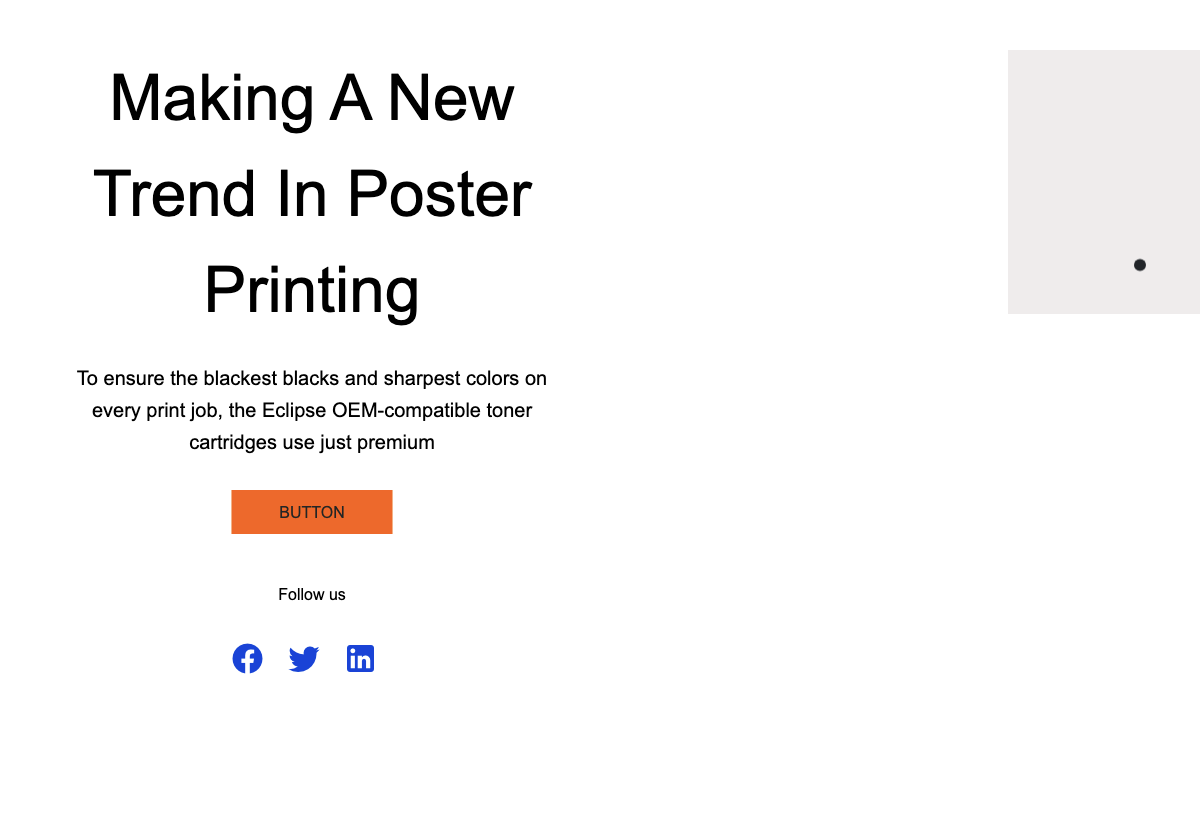 Making A New
Trend In Poster
Printing
To ensure the blackest blacks and sharpest colors on
every print job, the Eclipse OEM-compatible toner
cartridges use just premium
BUTTON
Follow us